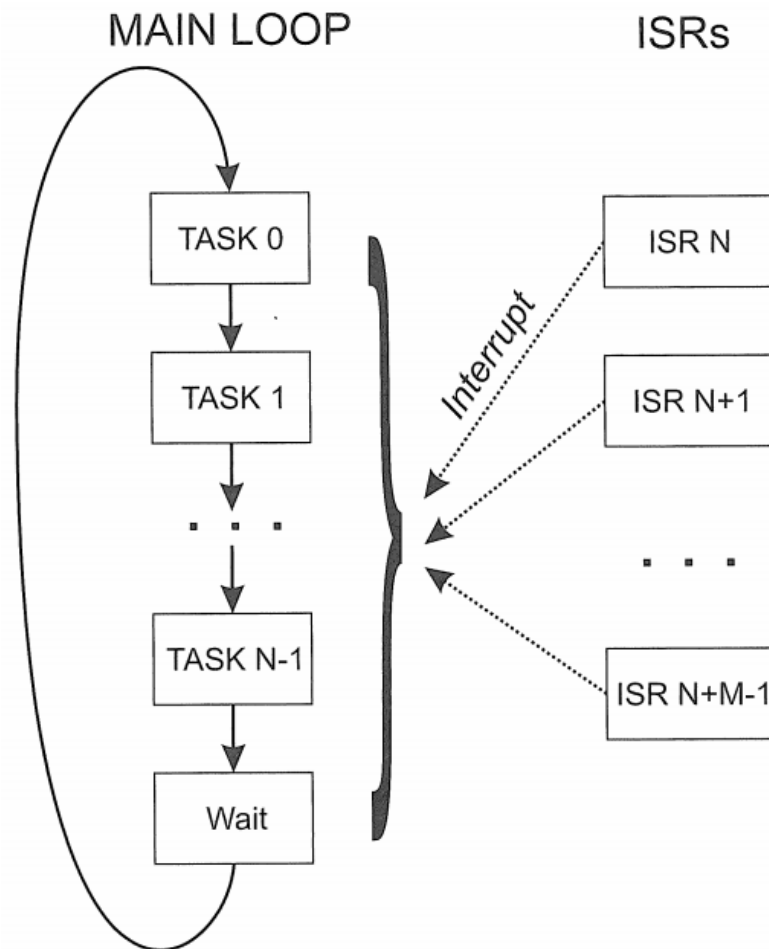 MAIN LOOP
ISRs
TASK 0
ISR N
Interrupt
TASK 1
ISR N+1
. . .
. . .
TASK N-1
ISR N+M-1
Wait